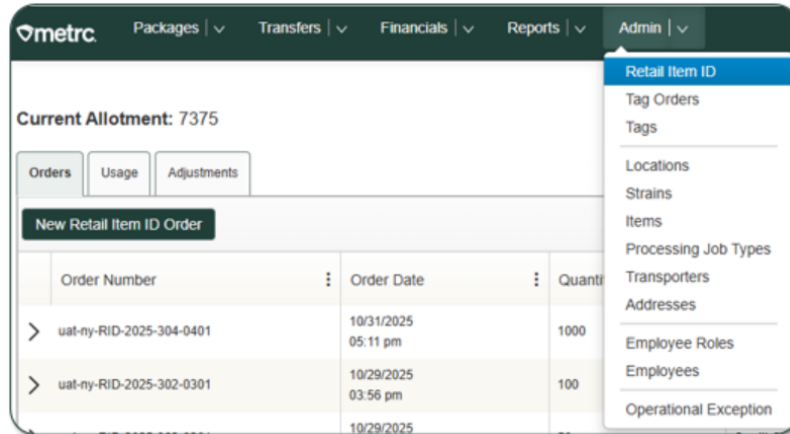 metrc.
Packages
Transfers
Financials
Reports
Admin
Retail Item ID
Tag Orders
Tags
Locations
Strains
Items
Processing Job Types
Transporters
Addresses
Employee Roles
Employees
Operational Exception
Current Allotment: 7375
Orders
Usage
Adjustments
New Retail Item ID Order
Order Number
Order Date
uat-ny-RID-2025-304-0401
10/31/2025
05:11 pm
1000
uat-ny-RID-2025-302-0301
10/29/2025
03:56 pm
100
10/29/2025